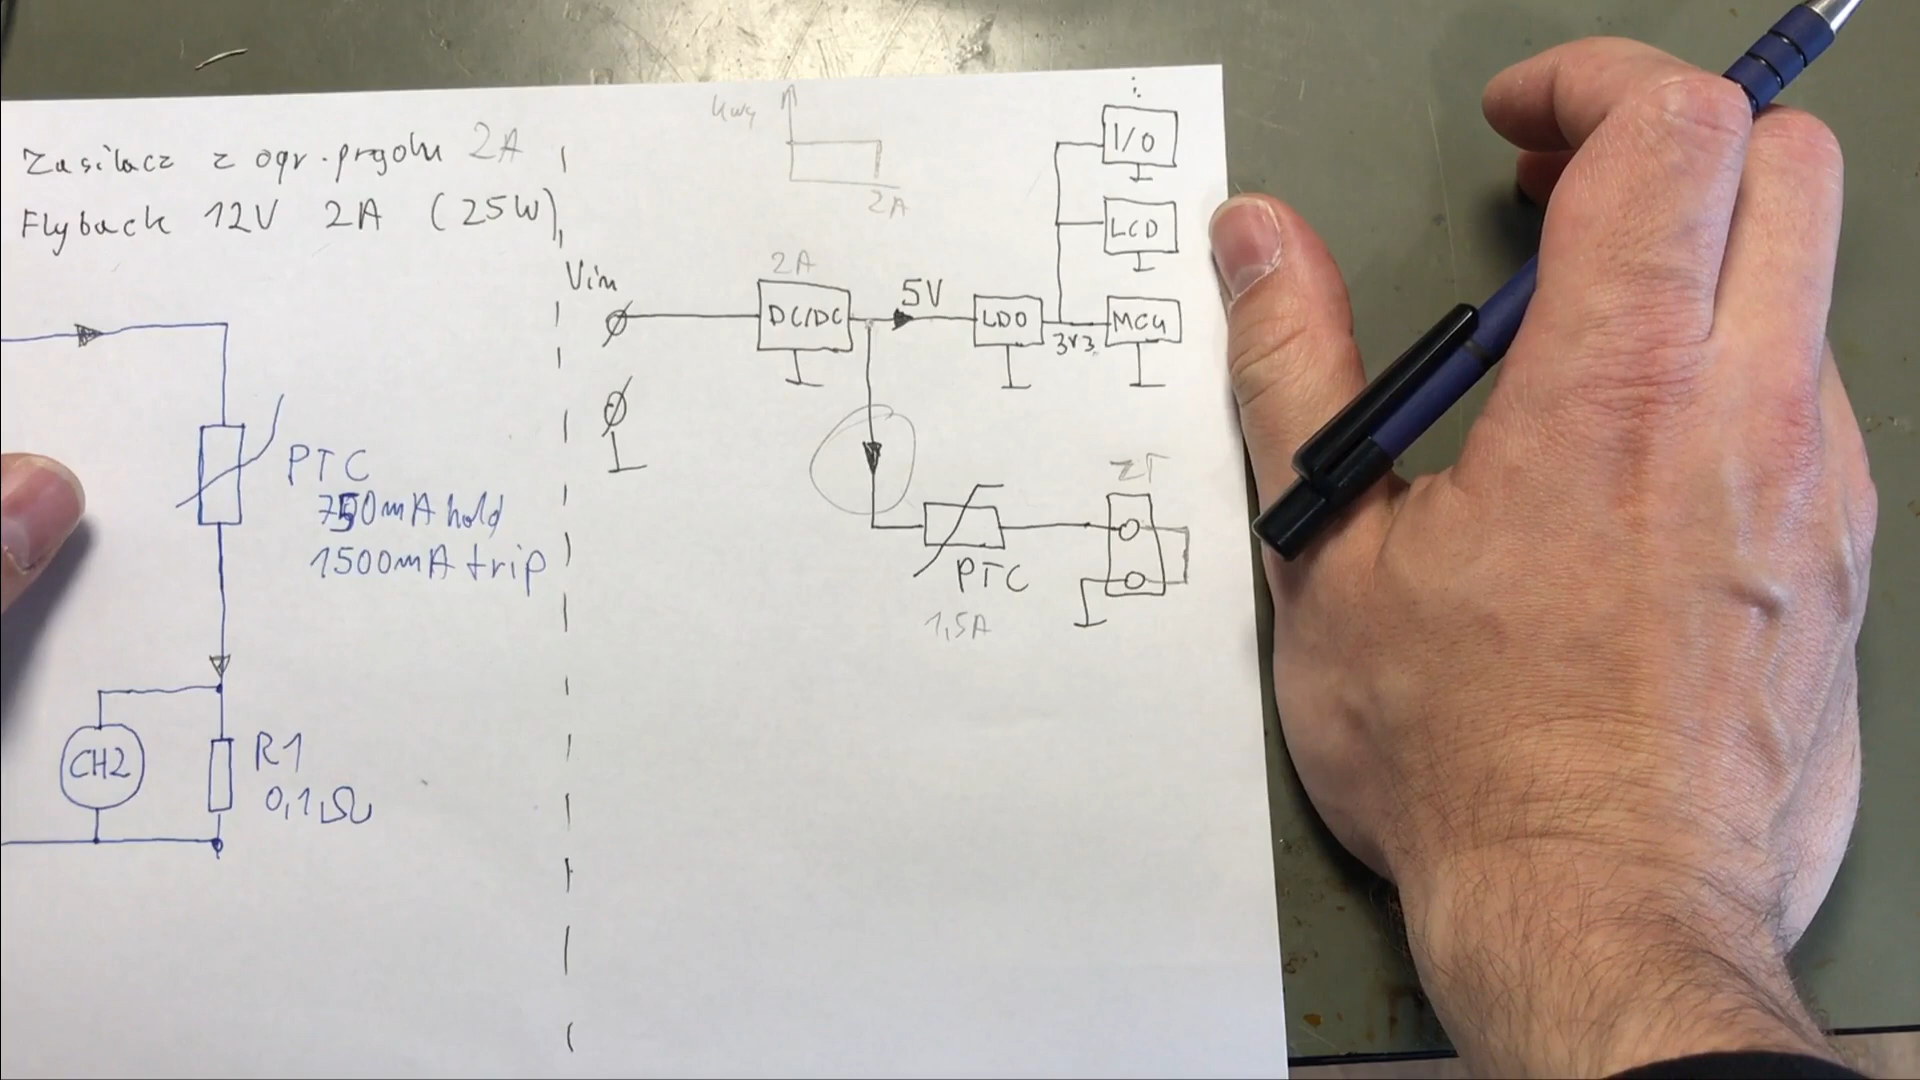 Zasilacz z ogr. prądu 2A
Flyback 12V 2A (25W)
PTC
750mA hold
1500mA trip
CH2
R1
0,1Ω
Uwy
2A
Vin
2A
DC/DC
5V
LDO
3V3
MCU
LCD
I/O
PTC
1,5A